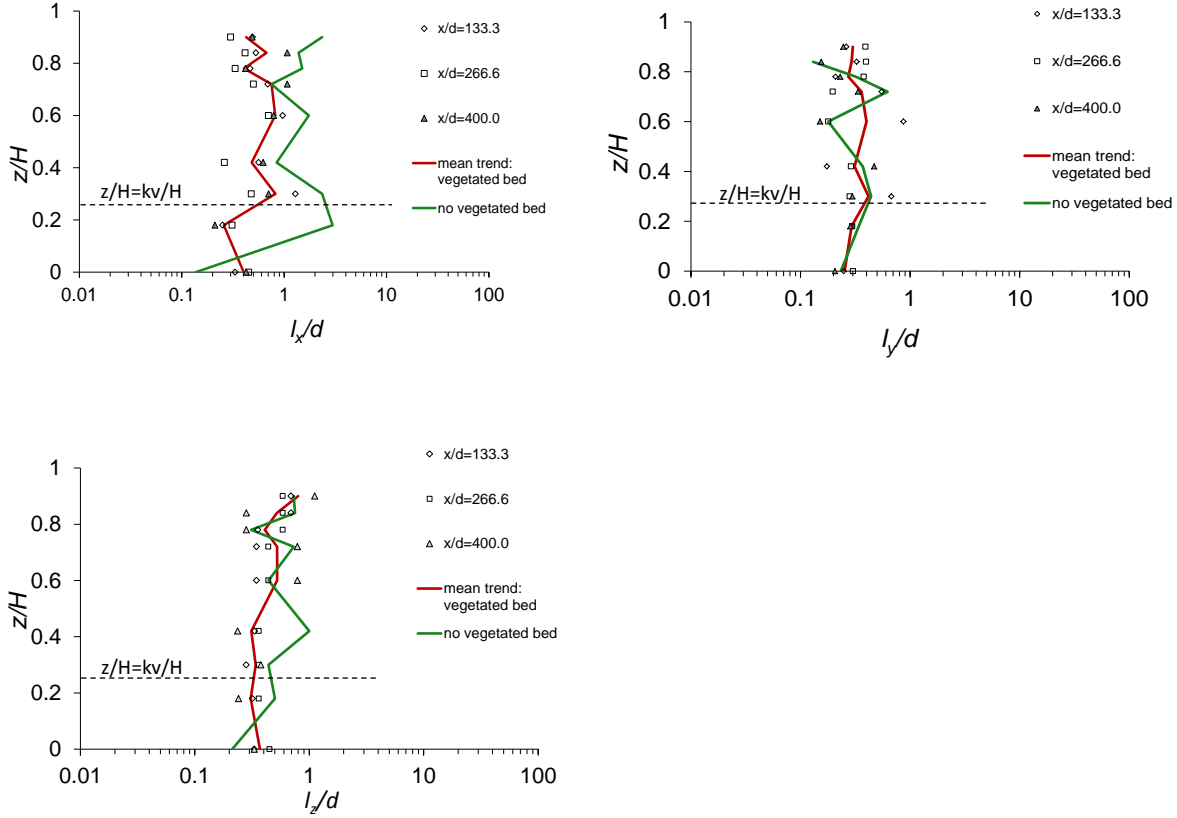 1
0.8
0.6
0.4
0.2
0
z/H
z/H=kv/H
0.01
0.1
1
10
100
lx/d
x/d=133.3
x/d=266.6
x/d=400.0
mean trend:
vegetated bed
no vegetated bed
1
0.8
0.6
0.4
0.2
0
z/H
z/H=kv/H
0.01
0.1
1
10
100
ly/d
x/d=133.3
x/d=266.6
x/d=400.0
mean trend:
vegetated bed
no vegetated bed
1
0.8
0.6
0.4
0.2
0
z/H
z/H=kv/H
0.01
0.1
1
10
100
lz/d
x/d=133.3
x/d=266.6
x/d=400.0
mean trend:
vegetated bed
no vegetated bed